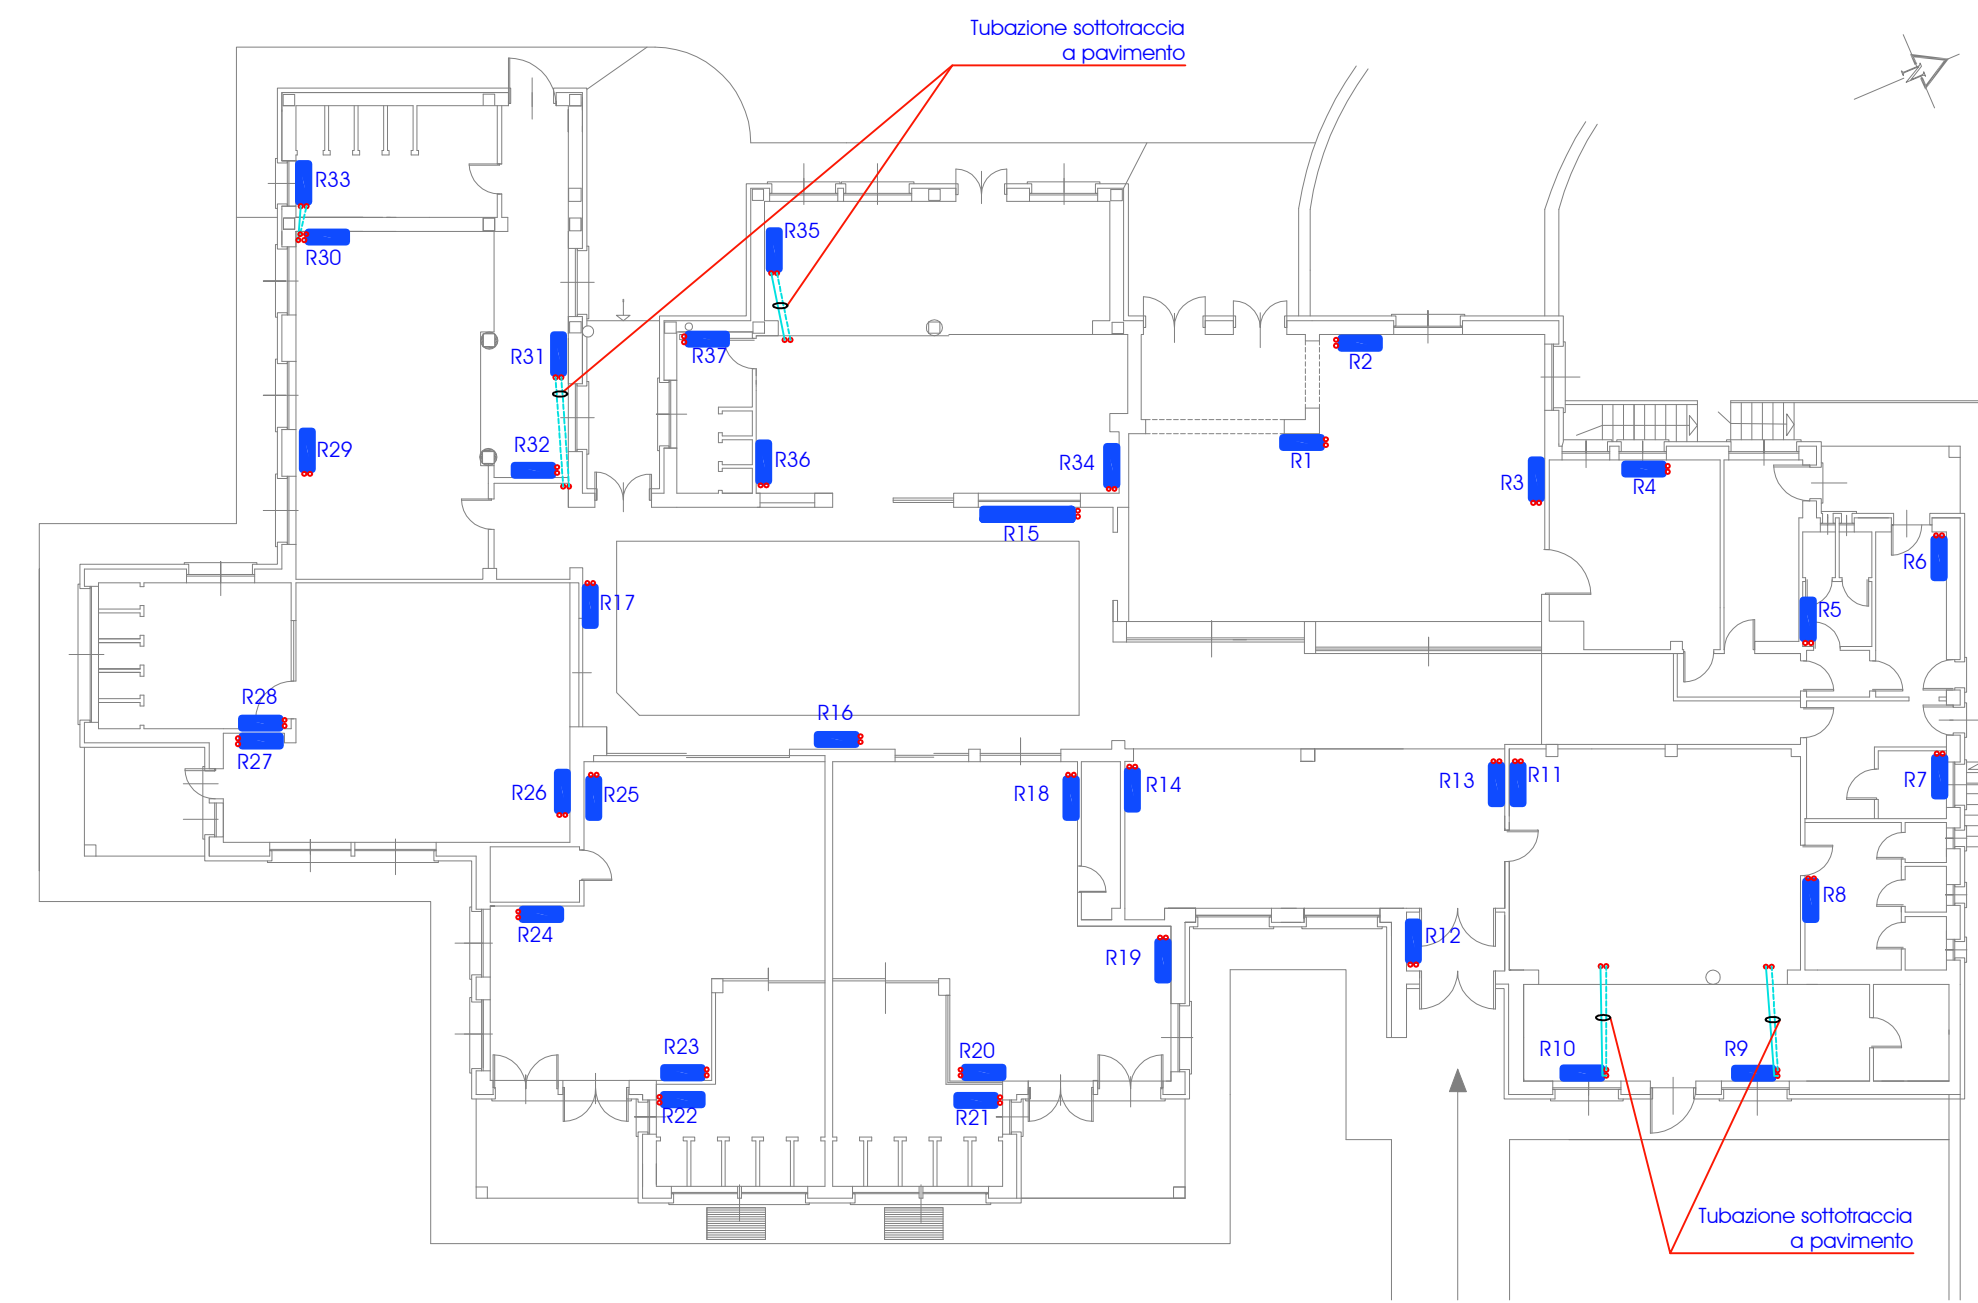 Tubazione sottotraccia
a pavimento
N
R33
R35
R30
R31
R37
R2
R32
R29
R36
R34
R1
R3
R4
R15
R6
R17
R5
R28
R16
R27
R26
R25
R18
R14
R13
R11
R7
R24
R19
R12
R8
R23
R20
R10
R9
R22
R21
Tubazione sottotraccia
a pavimento